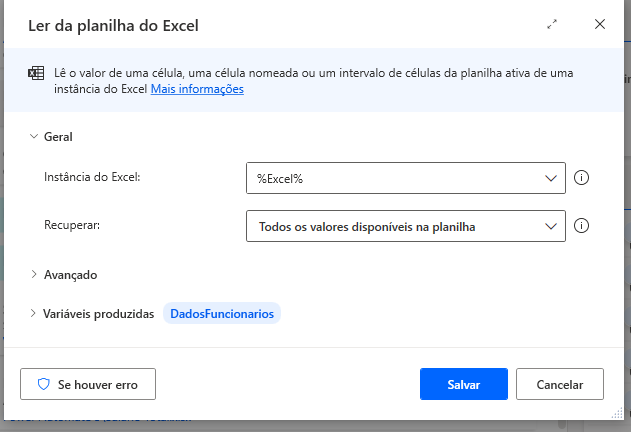 Ler da planilha do Excel
Lê o valor de uma célula, uma célula nomeada ou um intervalo de células da planilha ativa de uma
instância do Excel Mais informações
Geral
Instância do Excel: %Excel%
Recuperar: Todos os valores disponíveis na planilha
Avançado
Variáveis produzidas DadosFuncionarios
Se houver erro Salvar Cancelar